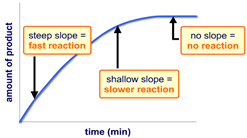 amount of product
steep slope =
fast reaction
no slope =
no reaction
shallow slope =
slower reaction
time (min)